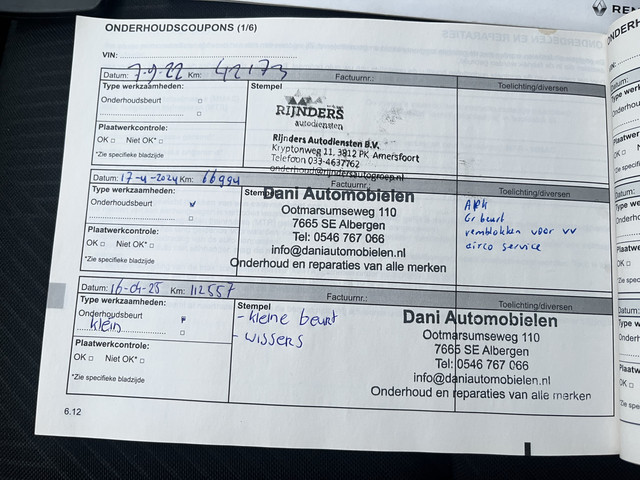 RENA
ONDERHOUDSCOUPONS (1/6)
VIN:
Datum: 7-9-22 Km: 42173 Factuurnr.: Toelichting/diversen
Type werkzaamheden:
Onderhoudsbeurt
Plaatwerkcontrole:
OK □ Niet OK* □
*Zie specifieke bladzijde
Stempel
RIJNDERS
autodiensten
Rijnders Autodiensten B.V.
Kryptonweg 11, 3812 PK Amersfoort
Telefoon 033-4637762
onderhoud@rijndersautogroep.nl
Datum: 17-4-2024 Km: 66994 Factuurnr.: Toelichting/diversen
Type werkzaamheden:
Onderhoudsbeurt
Plaatwerkcontrole:
OK □ Niet OK* □
*Zie specifieke bladzijde
Stempel
Dani Automobielen
Ootmarsumseweg 110
7665 SE Albergen
Tel: 0546 767 066
info@daniautomobielen.nl
Onderhoud en reparaties van alle merken
APK
Gr beurt
remblokken voor vv
airco service
Datum: 16-04-25 Km: 112557 Factuurnr.: Toelichting/diversen
Type werkzaamheden:
Onderhoudsbeurt
klein
Plaatwerkcontrole:
OK □ Niet OK* □
*Zie specifieke bladzijde
Stempel
- kleine beurt
- wissers
Dani Automobielen
Ootmarsumseweg 110
7665 SE Albergen
Tel: 0546 767 066
info@daniautomobielen.nl
Onderhoud en reparaties van alle merken
6.12